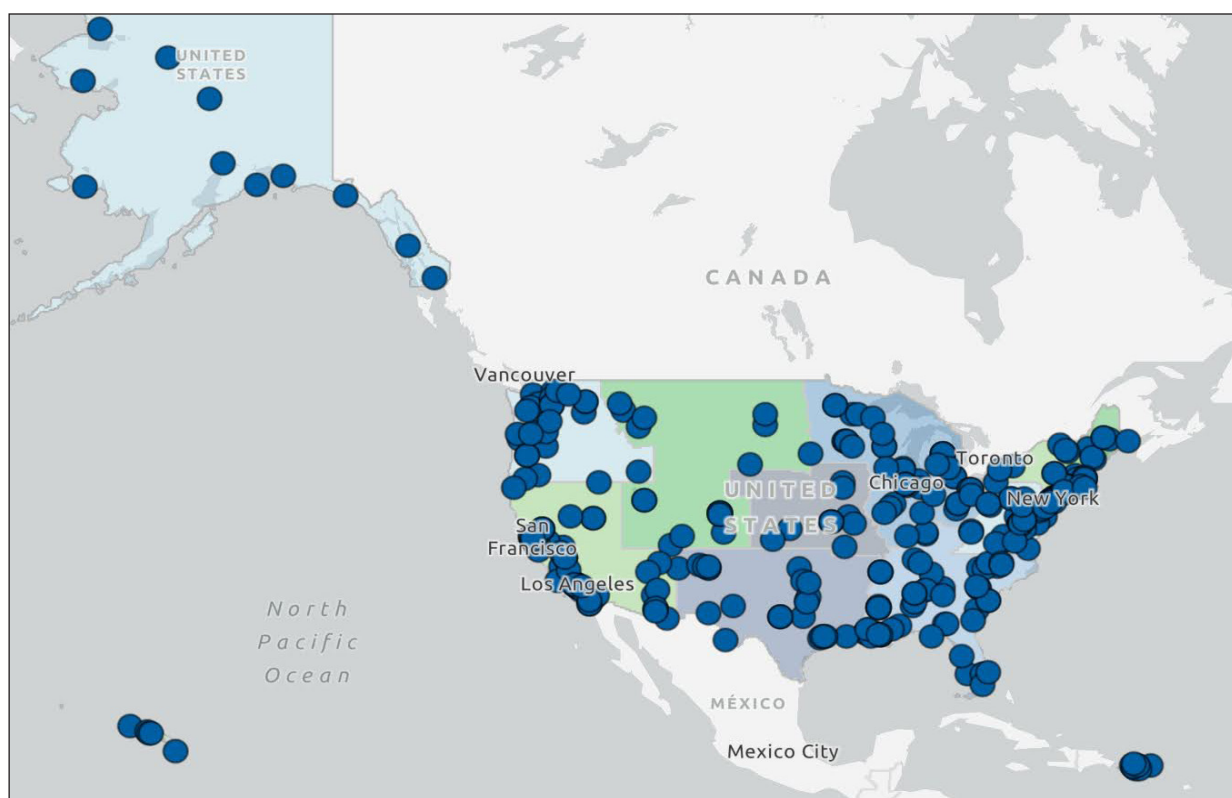 UNITED
STATES
CANADA
Vancouver
Toronto
Chicago
UNITED
New York
STATES
San
Francisco
Los Angeles
North
Pacific
Ocean
MÉXICO
Mexico City